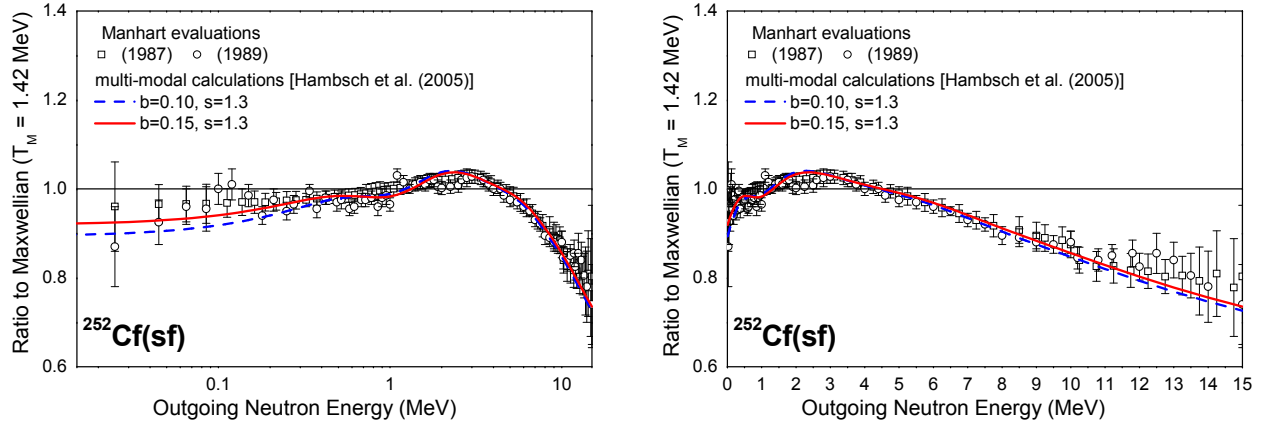 1.4
1.2
1.0
0.8
0.6
Ratio to Maxwellian (T_M = 1.42 MeV)
Manhart evaluations
(1987) (1989)
multi-modal calculations [Hambsch et al. (2005)]
b=0.10, s=1.3
b=0.15, s=1.3
²⁵²Cf(sf)
0.1 1 10
Outgoing Neutron Energy (MeV)
1.4
1.2
1.0
0.8
0.6
Ratio to Maxwellian (T_M = 1.42 MeV)
Manhart evaluations
(1987) (1989)
multi-modal calculations [Hambsch et al. (2005)]
b=0.10, s=1.3
b=0.15, s=1.3
²⁵²Cf(sf)
0 1 2 3 4 5 6 7 8 9 10 11 12 13 14 15
Outgoing Neutron Energy (MeV)